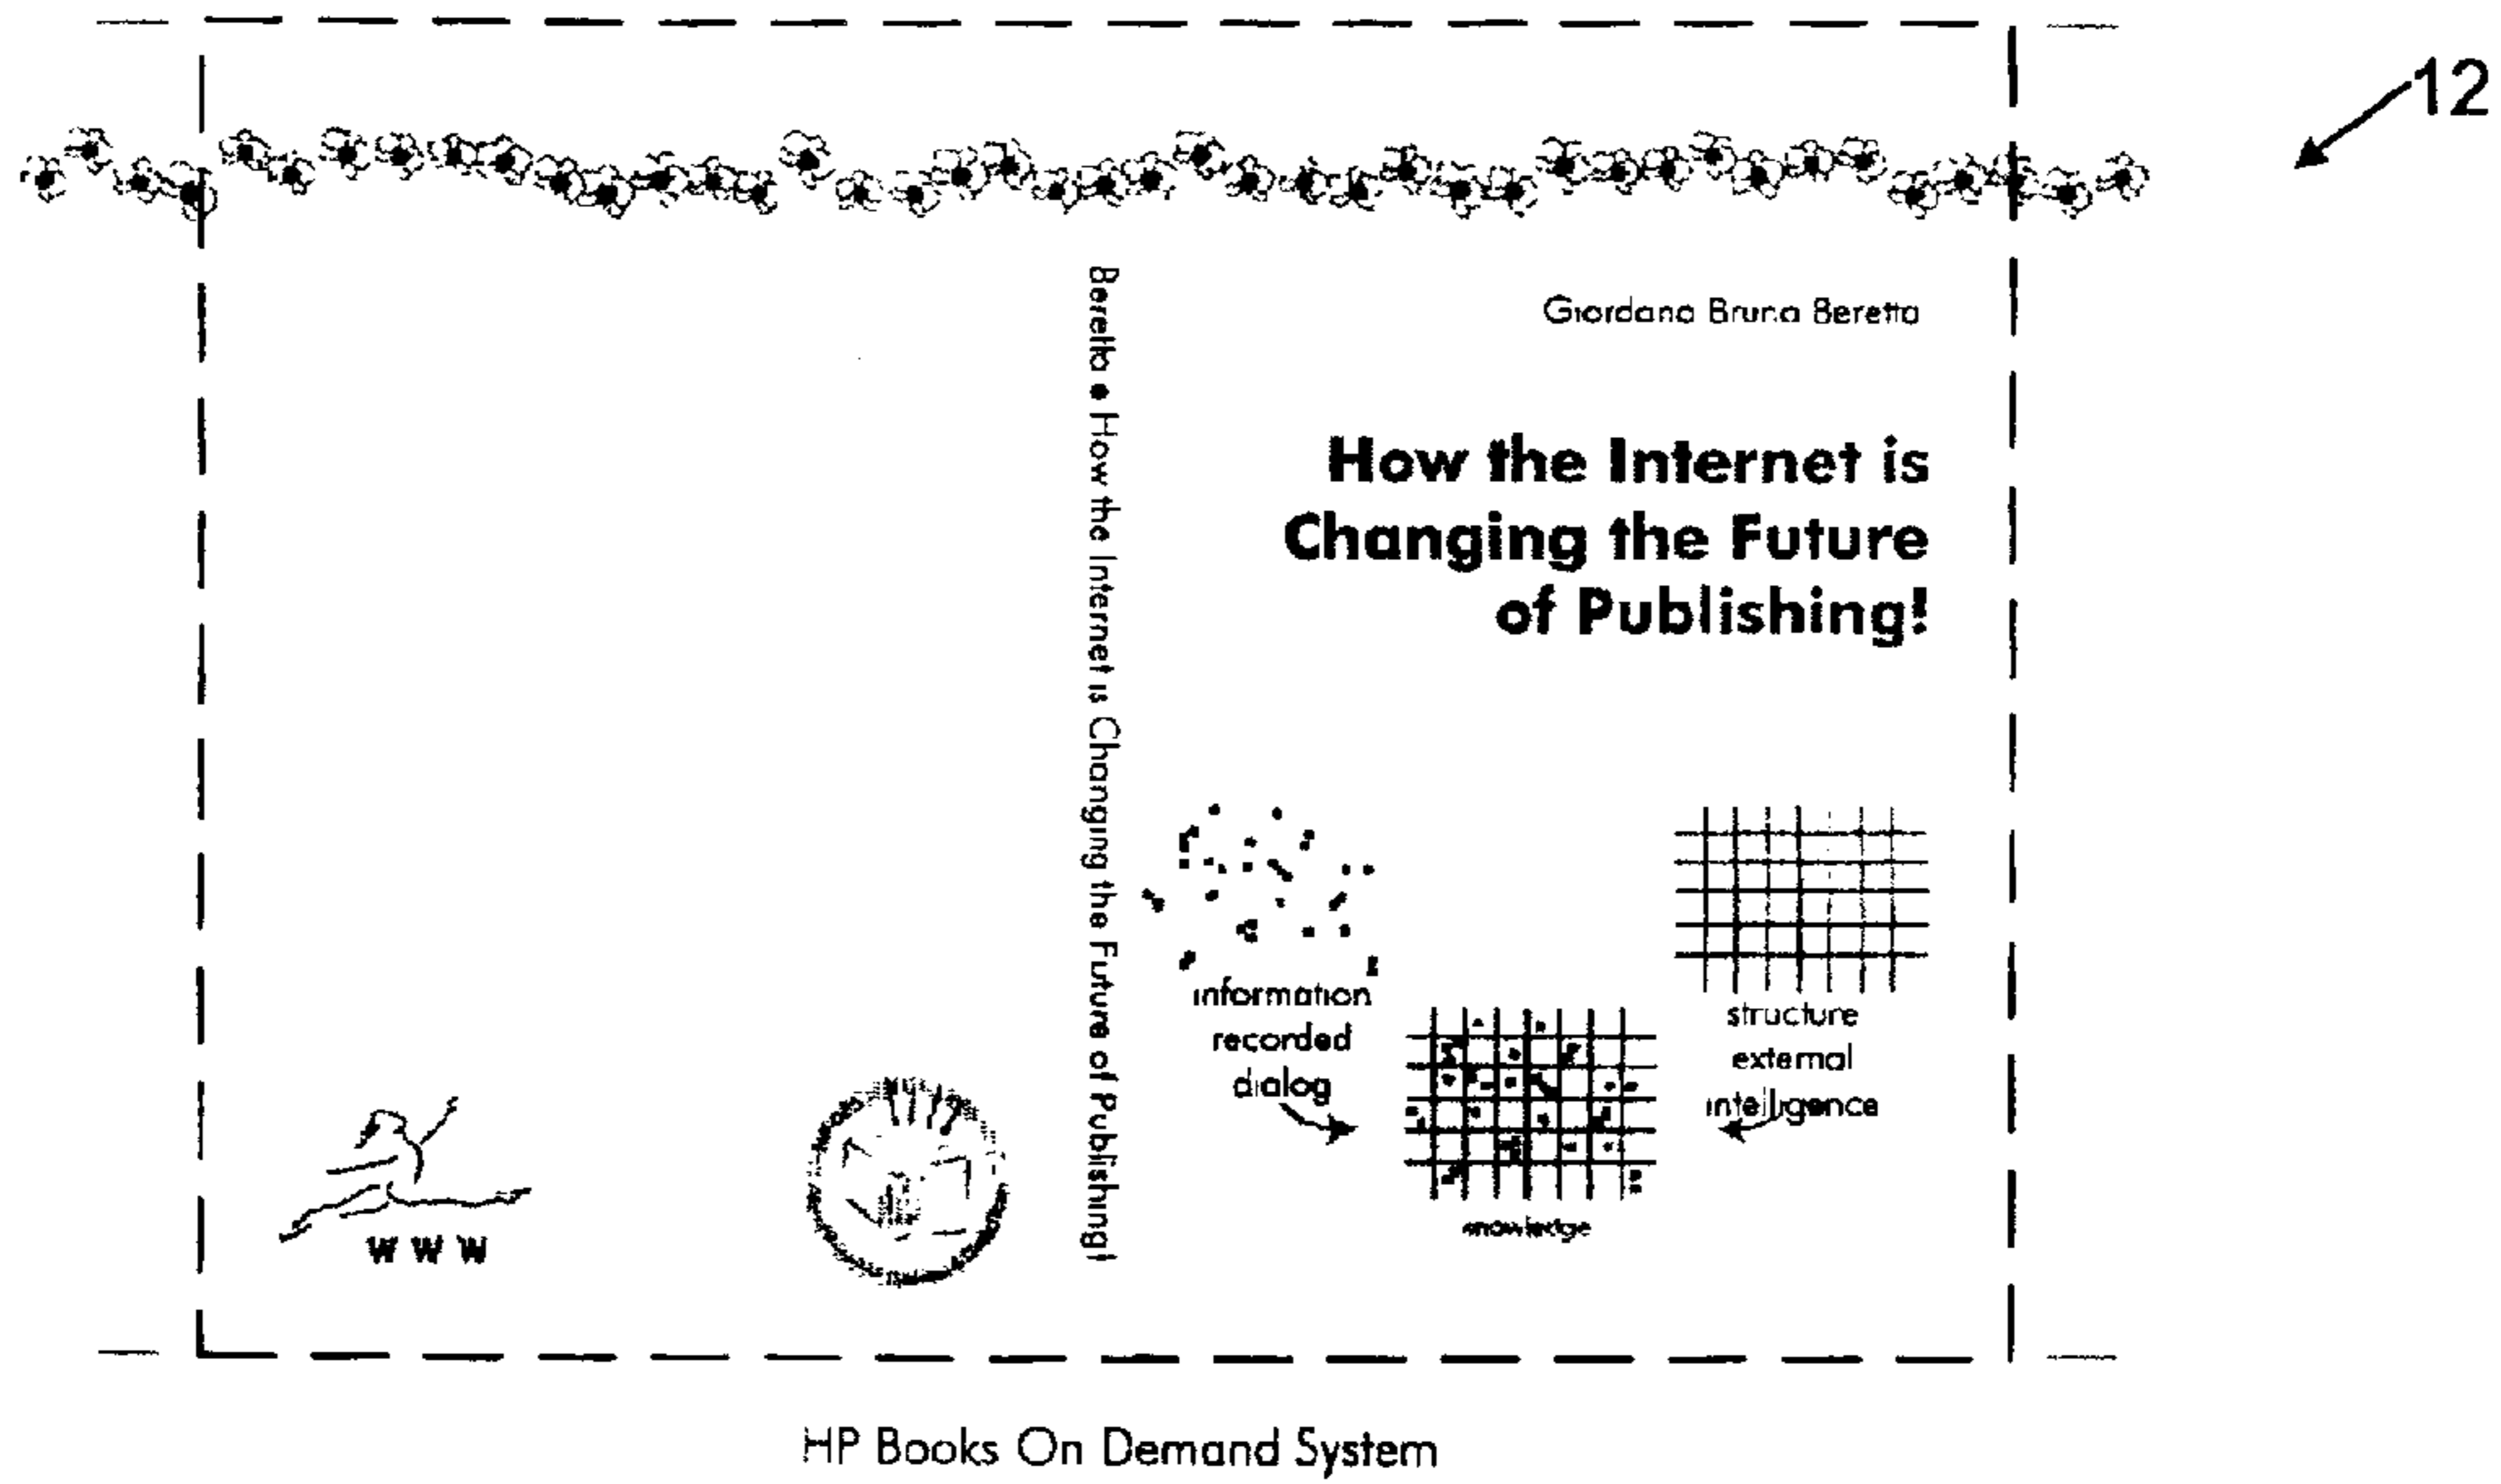 12
Beretta • How the Internet is Changing the Future of Publishing!
Giordano Bruno Beretta
How the Internet is
Changing the Future
of Publishing!
information
recorded
dialog
structure
external
intelligence
knowledge
W W W
HP Books On Demand System